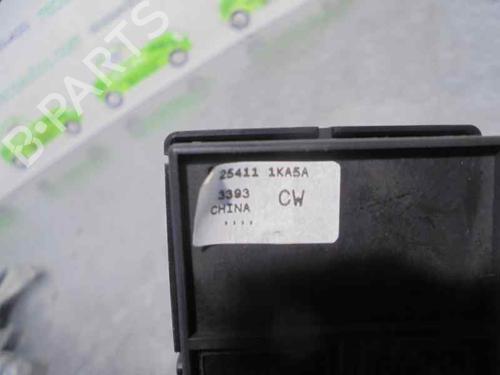 B-PARTS
25411 1KA5A
3393 CW
CHINA
****